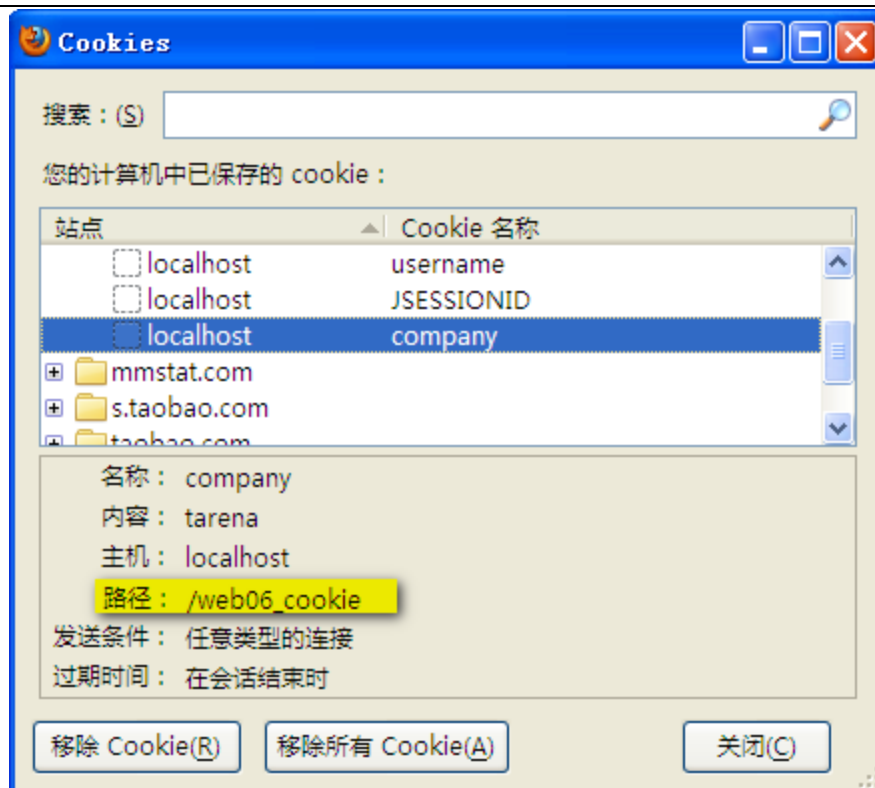 Cookies
搜索：(S)
您的计算机中已保存的 cookie：
站点 Cookie 名称
localhost username
localhost JSESSIONID
localhost company
mmstat.com
s.taobao.com
taobao.com
名称： company
内容： tarena
主机： localhost
路径： /web06_cookie
发送条件： 任意类型的连接
过期时间： 在会话结束时
移除 Cookie(R) 移除所有 Cookie(A) 关闭(C)